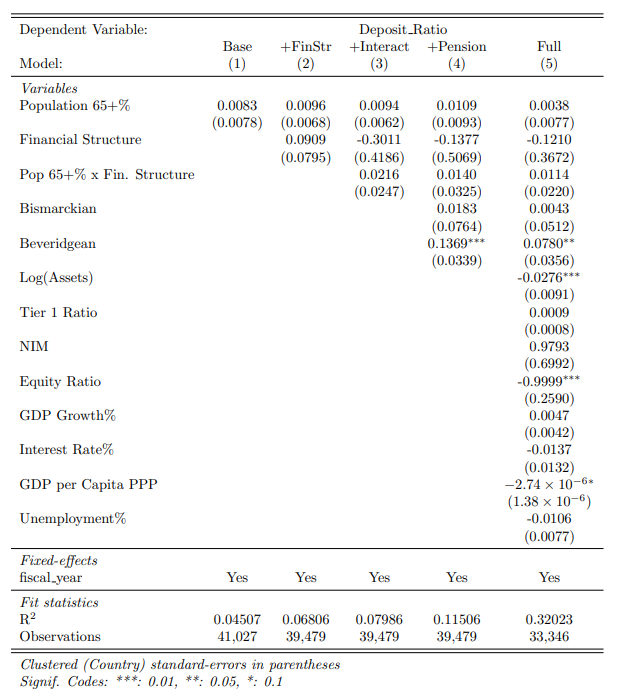 Dependent Variable: Deposit_Ratio
Base +FinStr +Interact +Pension Full
Model: (1) (2) (3) (4) (5)
Variables
Population 65+% 0.0083 0.0096 0.0094 0.0109 0.0038
(0.0078) (0.0068) (0.0062) (0.0093) (0.0077)
Financial Structure 0.0909 -0.3011 -0.1377 -0.1210
(0.0795) (0.4186) (0.5069) (0.3672)
Pop 65+% x Fin. Structure 0.0216 0.0140 0.0114
(0.0247) (0.0325) (0.0220)
Bismarckian 0.0183 0.0043
(0.0764) (0.0512)
Beveridgean 0.1369*** 0.0780**
(0.0339) (0.0356)
Log(Assets) -0.0276***
(0.0091)
Tier 1 Ratio 0.0009
(0.0008)
NIM 0.9793
(0.6992)
Equity Ratio -0.9999***
(0.2590)
GDP Growth% 0.0047
(0.0042)
Interest Rate% -0.0137
(0.0132)
GDP per Capita PPP −2.74 × 10⁻⁶*
(1.38 × 10⁻⁶)
Unemployment% -0.0106
(0.0077)
Fixed-effects
fiscal_year Yes Yes Yes Yes Yes
Fit statistics
R² 0.04507 0.06806 0.07986 0.11506 0.32023
Observations 41,027 39,479 39,479 39,479 33,346
Clustered (Country) standard-errors in parentheses
Signif. Codes: ***: 0.01, **: 0.05, *: 0.1